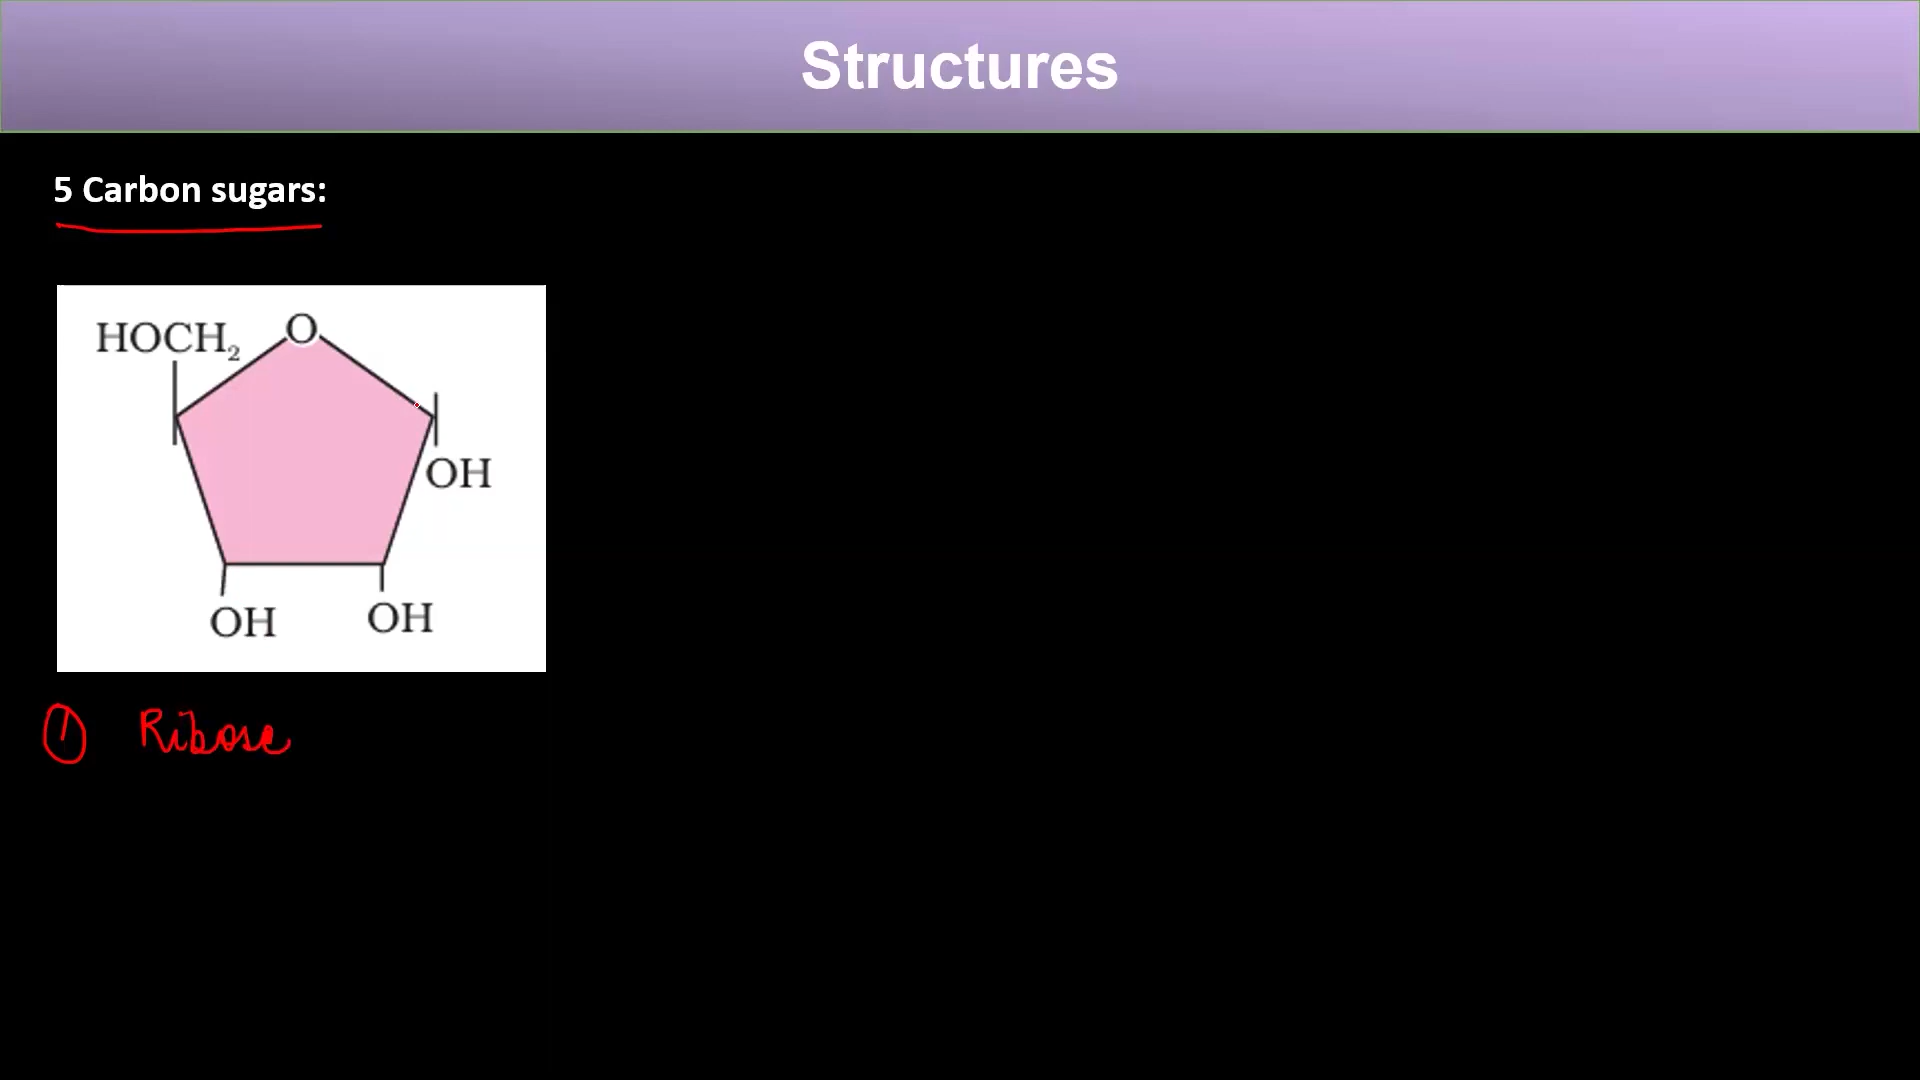 Structures
5 Carbon sugars:
HOCH₂
O
OH
OH
OH
① Ribose